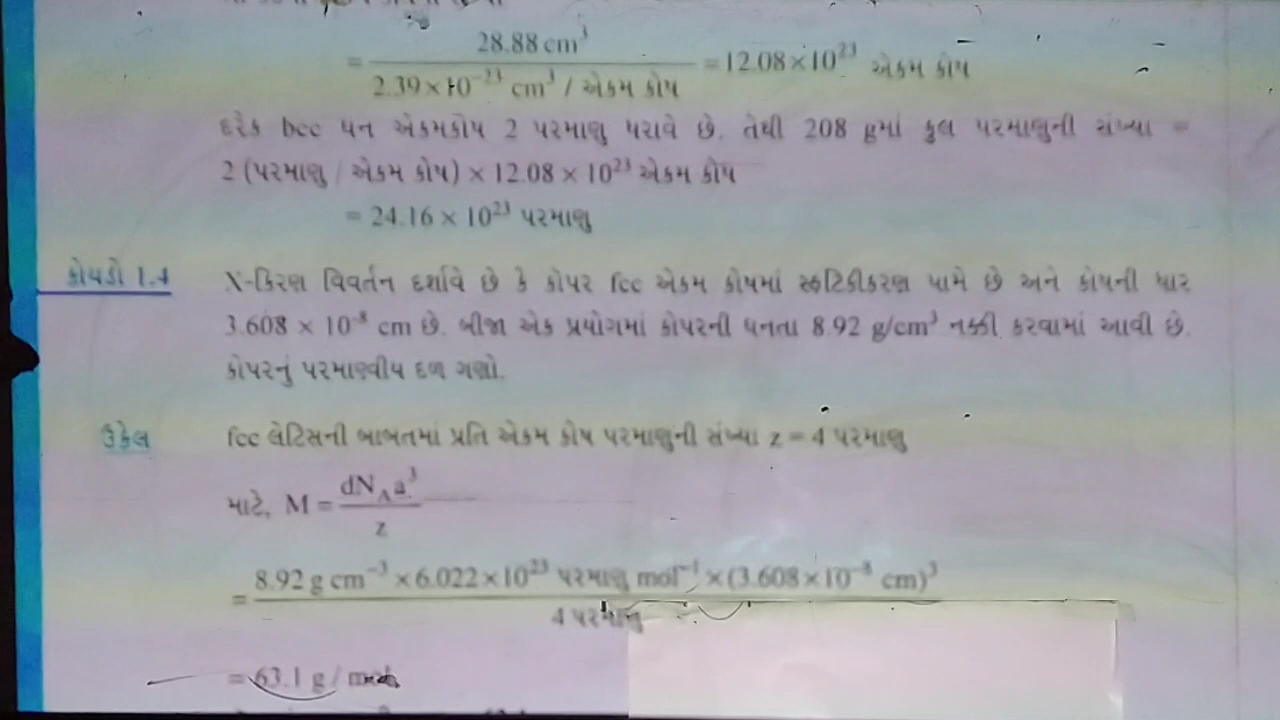 = 28.88 cm³ / 2.39 × 10⁻²³ cm³ / એકમ કોષ = 12.08 × 10²³ એકમ કોષ
દરેક bcc ઘન એકમકોષ 2 પરમાણુ ધરાવે છે. તેથી 208 gમાં કુલ પરમાણુની સંખ્યા =
2 (પરમાણુ / એકમ કોષ) × 12.08 × 10²³ એકમ કોષ
= 24.16 × 10²³ પરમાણુ
કોયડો 1.4 X-કિરણ વિવર્તન દર્શાવે છે કે કોપર fcc એકમ કોષમાં સ્ફટિકીકરણ પામે છે અને કોષની ધાર
3.608 × 10⁻⁸ cm છે. બીજા એક પ્રયોગમાં કોપરની ઘનતા 8.92 g/cm³ નક્કી કરવામાં આવી છે.
કોપરનું પરમાણ્વીય દળ ગણો.
ઉકેલ fcc લેટિસની બાબતમાં પ્રતિ એકમ કોષ પરમાણુની સંખ્યા z = 4 પરમાણુ
માટે, M = dN_A a³ / z
= 8.92 g cm⁻³ × 6.022 × 10²³ પરમાણુ mol⁻¹ × (3.608 × 10⁻⁸ cm)³ / 4 પરમાણુ
= 63.1 g / mol